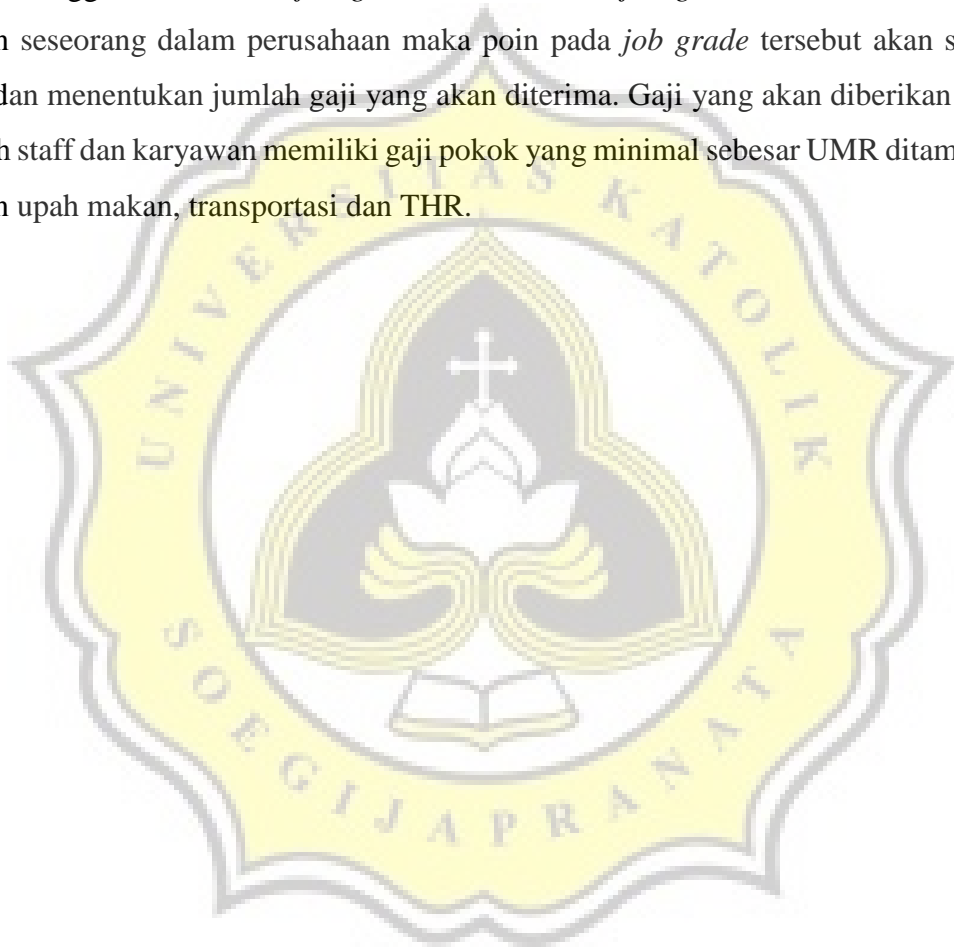 seseorang dalam perusahaan maka poin pada job grade tersebut akan
dan menentukan jumlah gaji yang akan diterima. Gaji yang akan diberikan
staff dan karyawan memiliki gaji pokok yang minimal sebesar UMR
upah makan, transportasi dan THR.
UNIVERSITAS KATOLIK
SOEGIJAPRANATA